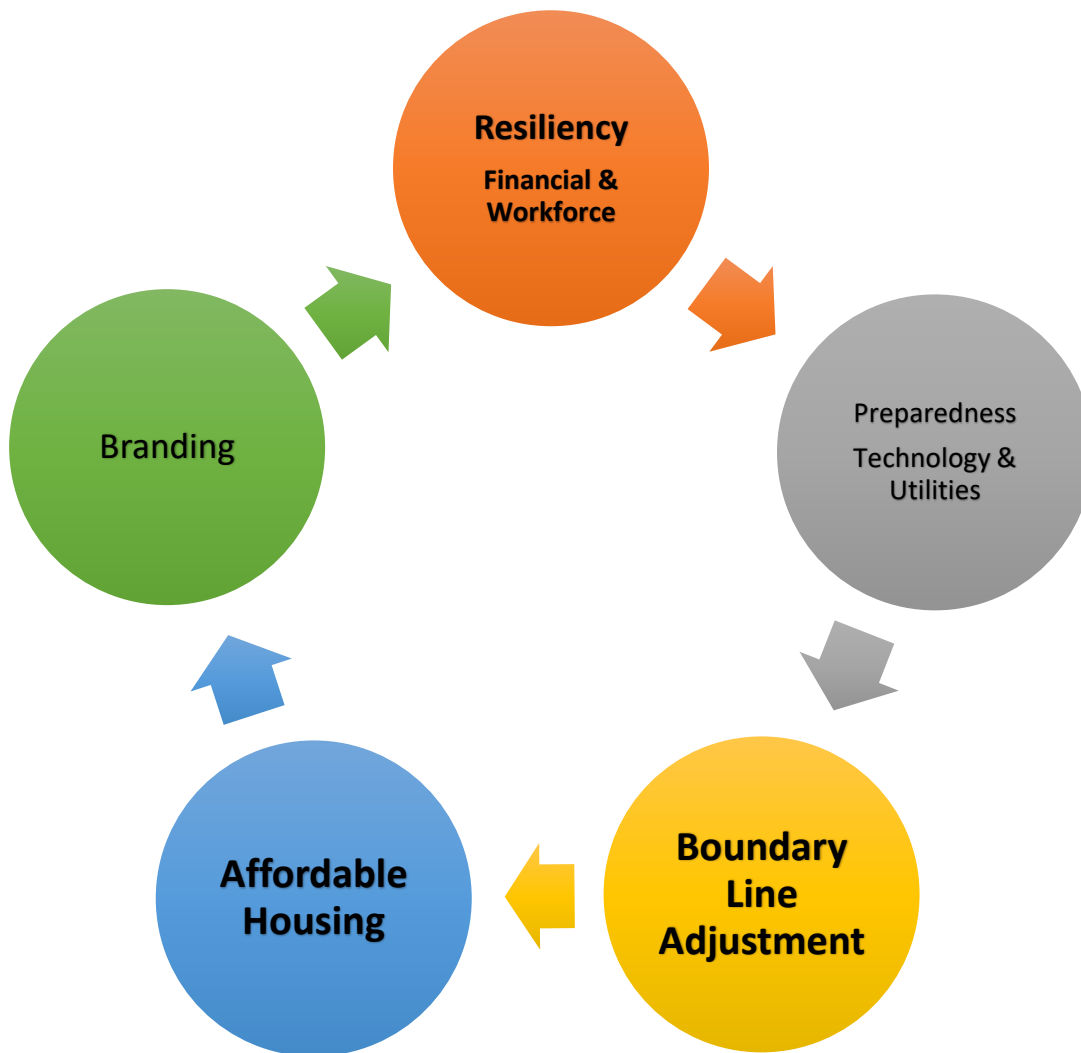 Resiliency
Financial &
Workforce
Preparedness
Technology &
Utilities
Boundary
Line
Adjustment
Affordable
Housing
Branding